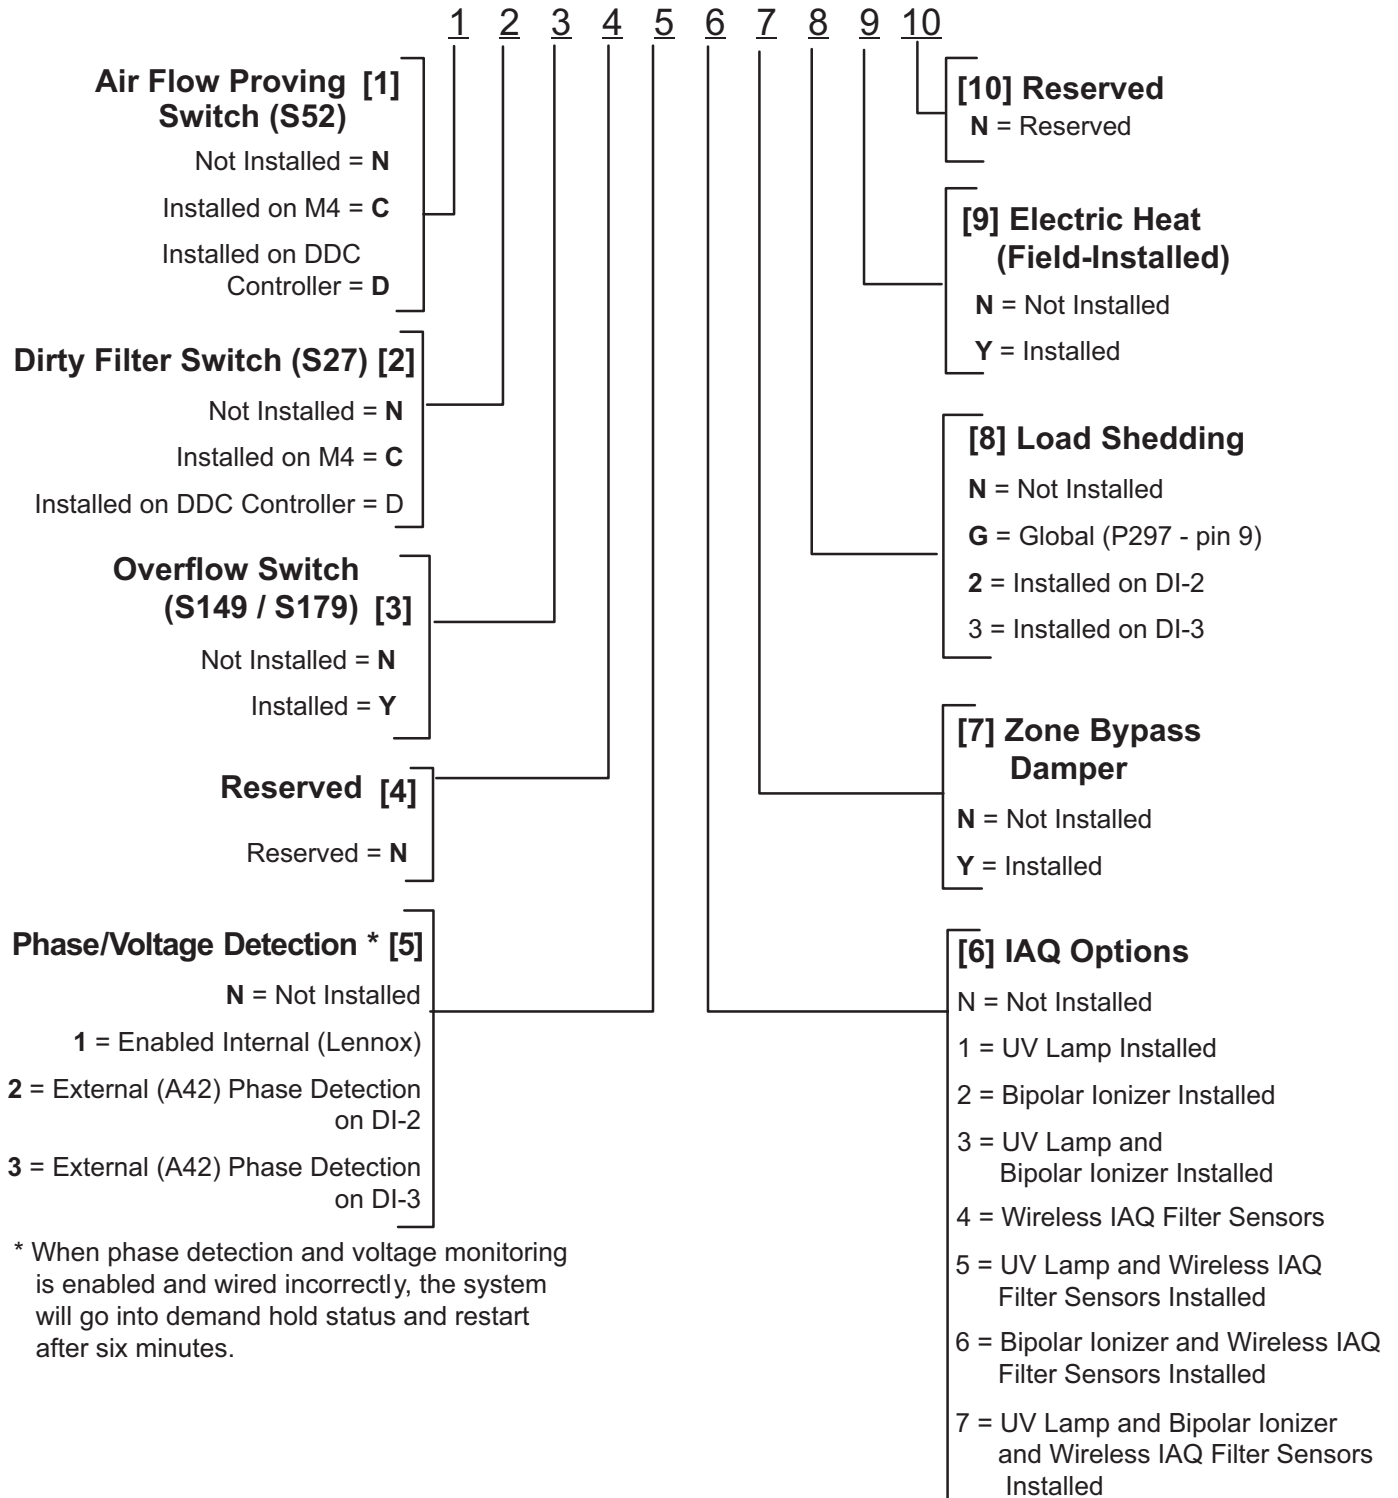 1 2 3 4 5 6 7 8 9 10
Air Flow Proving [1]
Switch (S52)
Not Installed = N
Installed on M4 = C
Installed on DDC
Controller = D
Dirty Filter Switch (S27) [2]
Not Installed = N
Installed on M4 = C
Installed on DDC Controller = D
Overflow Switch
(S149 / S179) [3]
Not Installed = N
Installed = Y
Reserved [4]
Reserved = N
Phase/Voltage Detection * [5]
N = Not Installed
1 = Enabled Internal (Lennox)
2 = External (A42) Phase Detection
on DI-2
3 = External (A42) Phase Detection
on DI-3
* When phase detection and voltage monitoring
is enabled and wired incorrectly, the system
will go into demand hold status and restart
after six minutes.
[10] Reserved
N = Reserved
[9] Electric Heat
(Field-Installed)
N = Not Installed
Y = Installed
[8] Load Shedding
N = Not Installed
G = Global (P297 - pin 9)
2 = Installed on DI-2
3 = Installed on DI-3
[7] Zone Bypass
Damper
N = Not Installed
Y = Installed
[6] IAQ Options
N = Not Installed
1 = UV Lamp Installed
2 = Bipolar Ionizer Installed
3 = UV Lamp and
Bipolar Ionizer Installed
4 = Wireless IAQ Filter Sensors
5 = UV Lamp and Wireless IAQ
Filter Sensors Installed
6 = Bipolar Ionizer and Wireless IAQ
Filter Sensors Installed
7 = UV Lamp and Bipolar Ionizer
and Wireless IAQ Filter Sensors
Installed